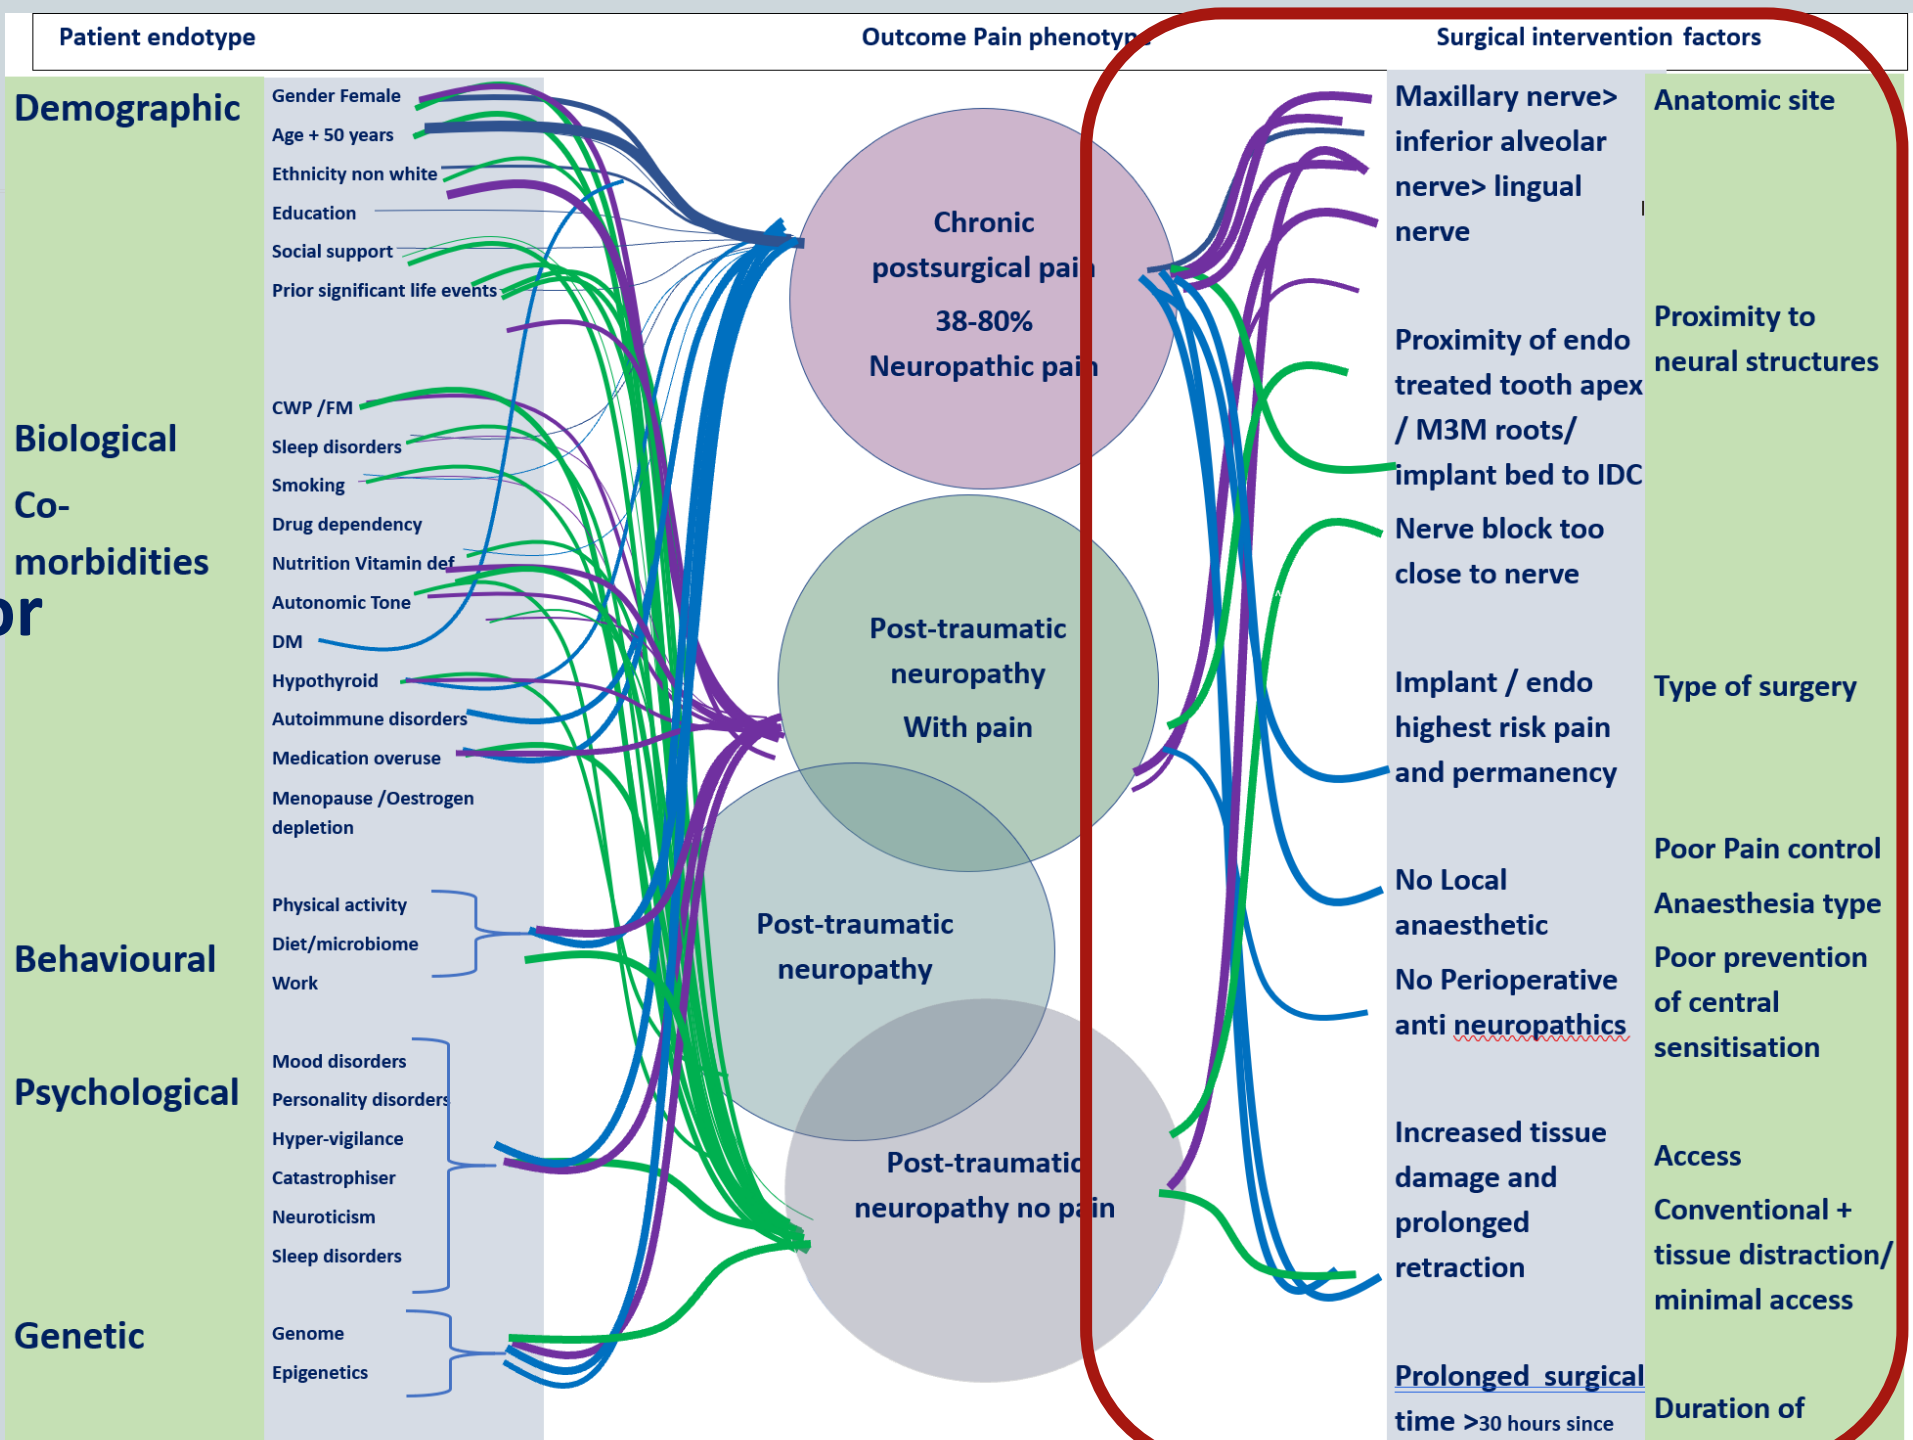 Patient endotype
Outcome Pain phenotype
Surgical intervention factors
Demographic
Biological
Co-
morbidities
or
Behavioural
Psychological
Genetic
Gender Female
Age + 50 years
Ethnicity non white
Education
Social support
Prior significant life events
CWP /FM
Sleep disorders
Smoking
Drug dependency
Nutrition Vitamin def
Autonomic Tone
DM
Hypothyroid
Autoimmune disorders
Medication overuse
Menopause /Oestrogen
depletion
Physical activity
Diet/microbiome
Work
Mood disorders
Personality disorders
Hyper-vigilance
Catastrophiser
Neuroticism
Sleep disorders
Genome
Epigenetics
Chronic
postsurgical pain
38-80%
Neuropathic pain
Post-traumatic
neuropathy
With pain
Post-traumatic
neuropathy
Post-traumatic
neuropathy no pain
Maxillary nerve>
inferior alveolar
nerve> lingual
nerve
Proximity of endo
treated tooth apex
/ M3M roots/
implant bed to IDC
Nerve block too
close to nerve
Implant / endo
highest risk pain
and permanency
No Local
anaesthetic
No Perioperative
anti neuropathics
Increased tissue
damage and
prolonged
retraction
Prolonged surgical
time >30 hours since
Anatomic site
Proximity to
neural structures
Type of surgery
Poor Pain control
Anaesthesia type
Poor prevention
of central
sensitisation
Access
Conventional +
tissue distraction/
minimal access
Duration of